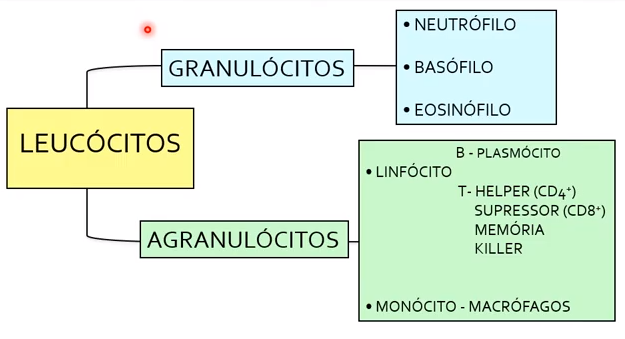 LEUCÓCITOS
GRANULÓCITOS
• NEUTRÓFILO
• BASÓFILO
• EOSINÓFILO
AGRANULÓCITOS
B - PLASMÓCITO
• LINFÓCITO
T- HELPER (CD4⁺)
SUPRESSOR (CD8⁺)
MEMÓRIA
KILLER
• MONÓCITO - MACRÓFAGOS